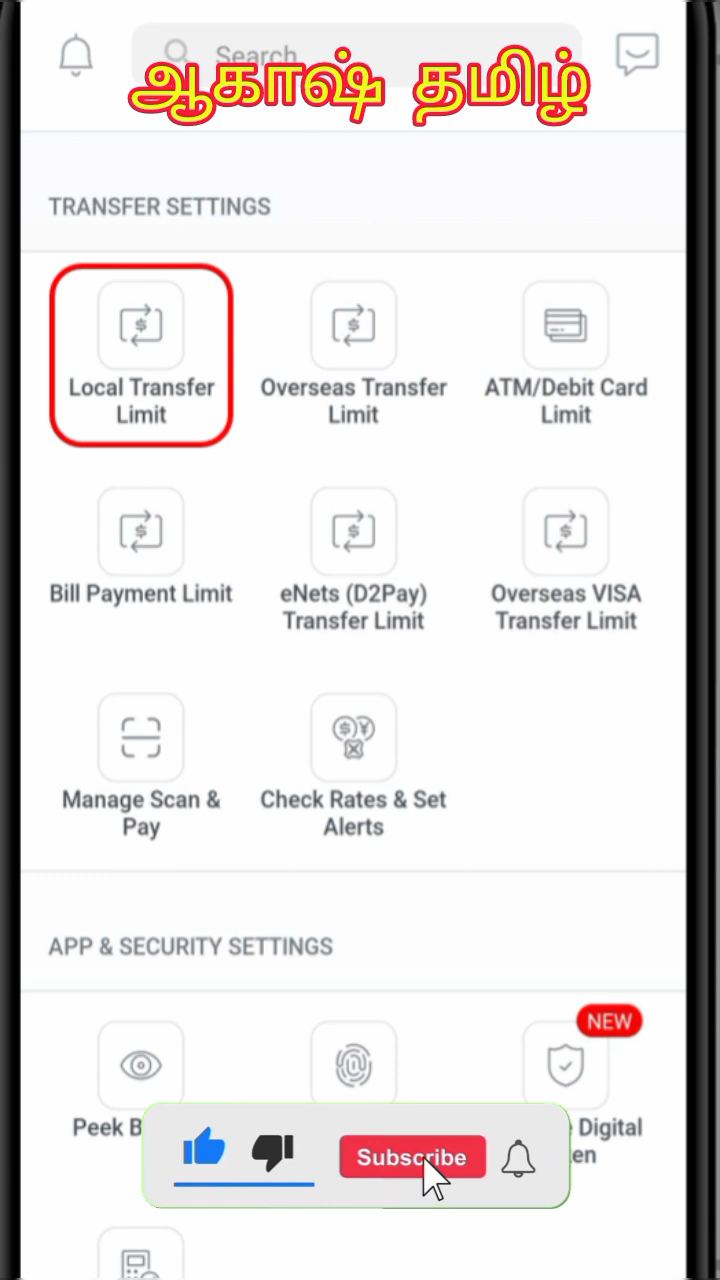 Search
ஆகாஷ் தமிழ்
TRANSFER SETTINGS
Local Transfer
Limit
Overseas Transfer
Limit
ATM/Debit Card
Limit
Bill Payment Limit
eNets (D2Pay)
Transfer Limit
Overseas VISA
Transfer Limit
Manage Scan &
Pay
Check Rates & Set
Alerts
APP & SECURITY SETTINGS
NEW
Peek
Digital
Subscribe